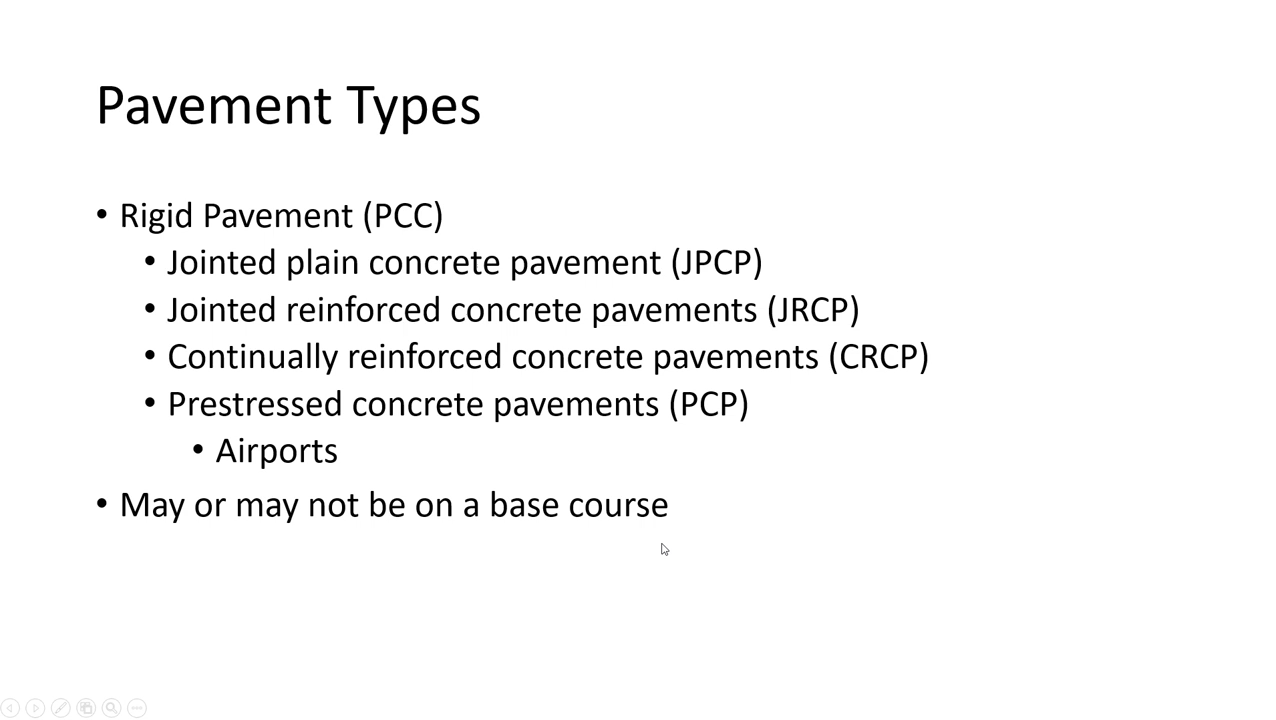 Pavement Types
• Rigid Pavement (PCC)
• Jointed plain concrete pavement (JPCP)
• Jointed reinforced concrete pavements (JRCP)
• Continually reinforced concrete pavements (CRCP)
• Prestressed concrete pavements (PCP)
• Airports
• May or may not be on a base course